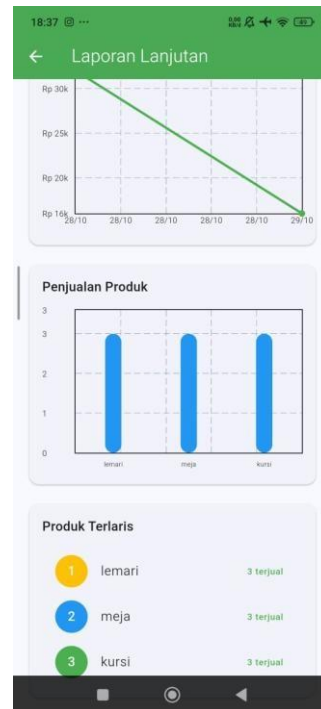 18:37
Laporan Lanjutan
Rp 30k
Rp 25k
Rp 20k
Rp 16k
28/10 28/10 28/10 28/10 28/10 29/10
Penjualan Produk
3
3
2
1
0
lemari meja kursi
Produk Terlaris
1 lemari 3 terjual
2 meja 3 terjual
3 kursi 3 terjual